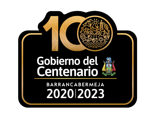 100
Gobierno del
Centenario
BARRANCABERMEJA
2020|2023